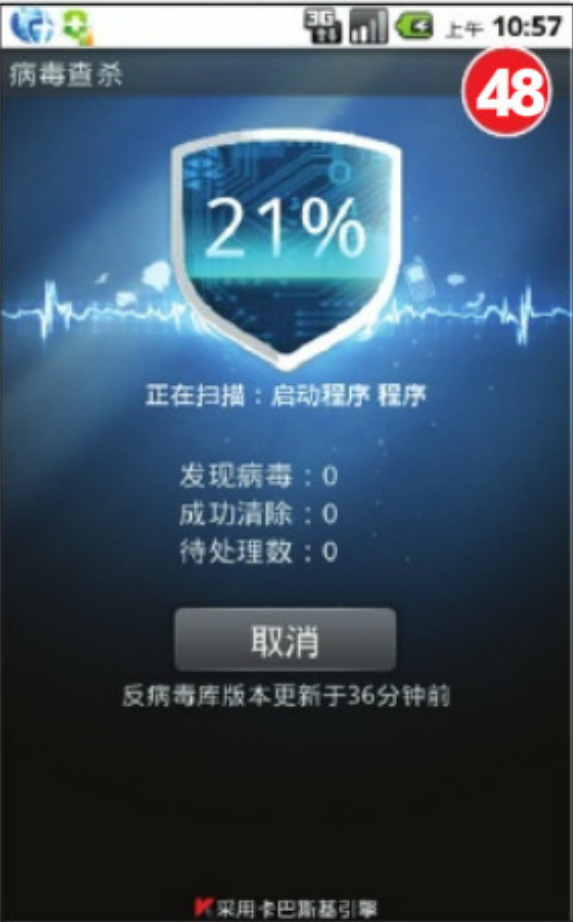 3G
上午 10:57
病毒查杀
48
21%
正在扫描：启动程序 程序
发现病毒：0
成功清除：0
待处理数：0
取消
反病毒库版本更新于36分钟前
采用卡巴斯基引擎